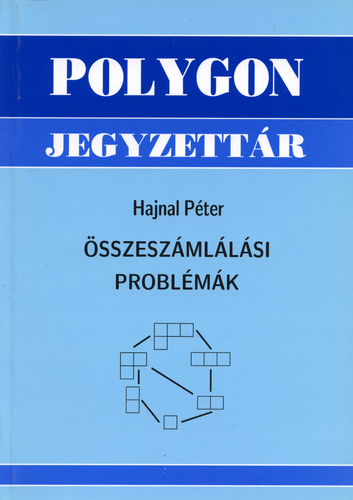 POLYGON
JEGYZETTÁR
Hajnal Péter
ÖSSZESZÁMLÁLÁSI
PROBLÉMÁK